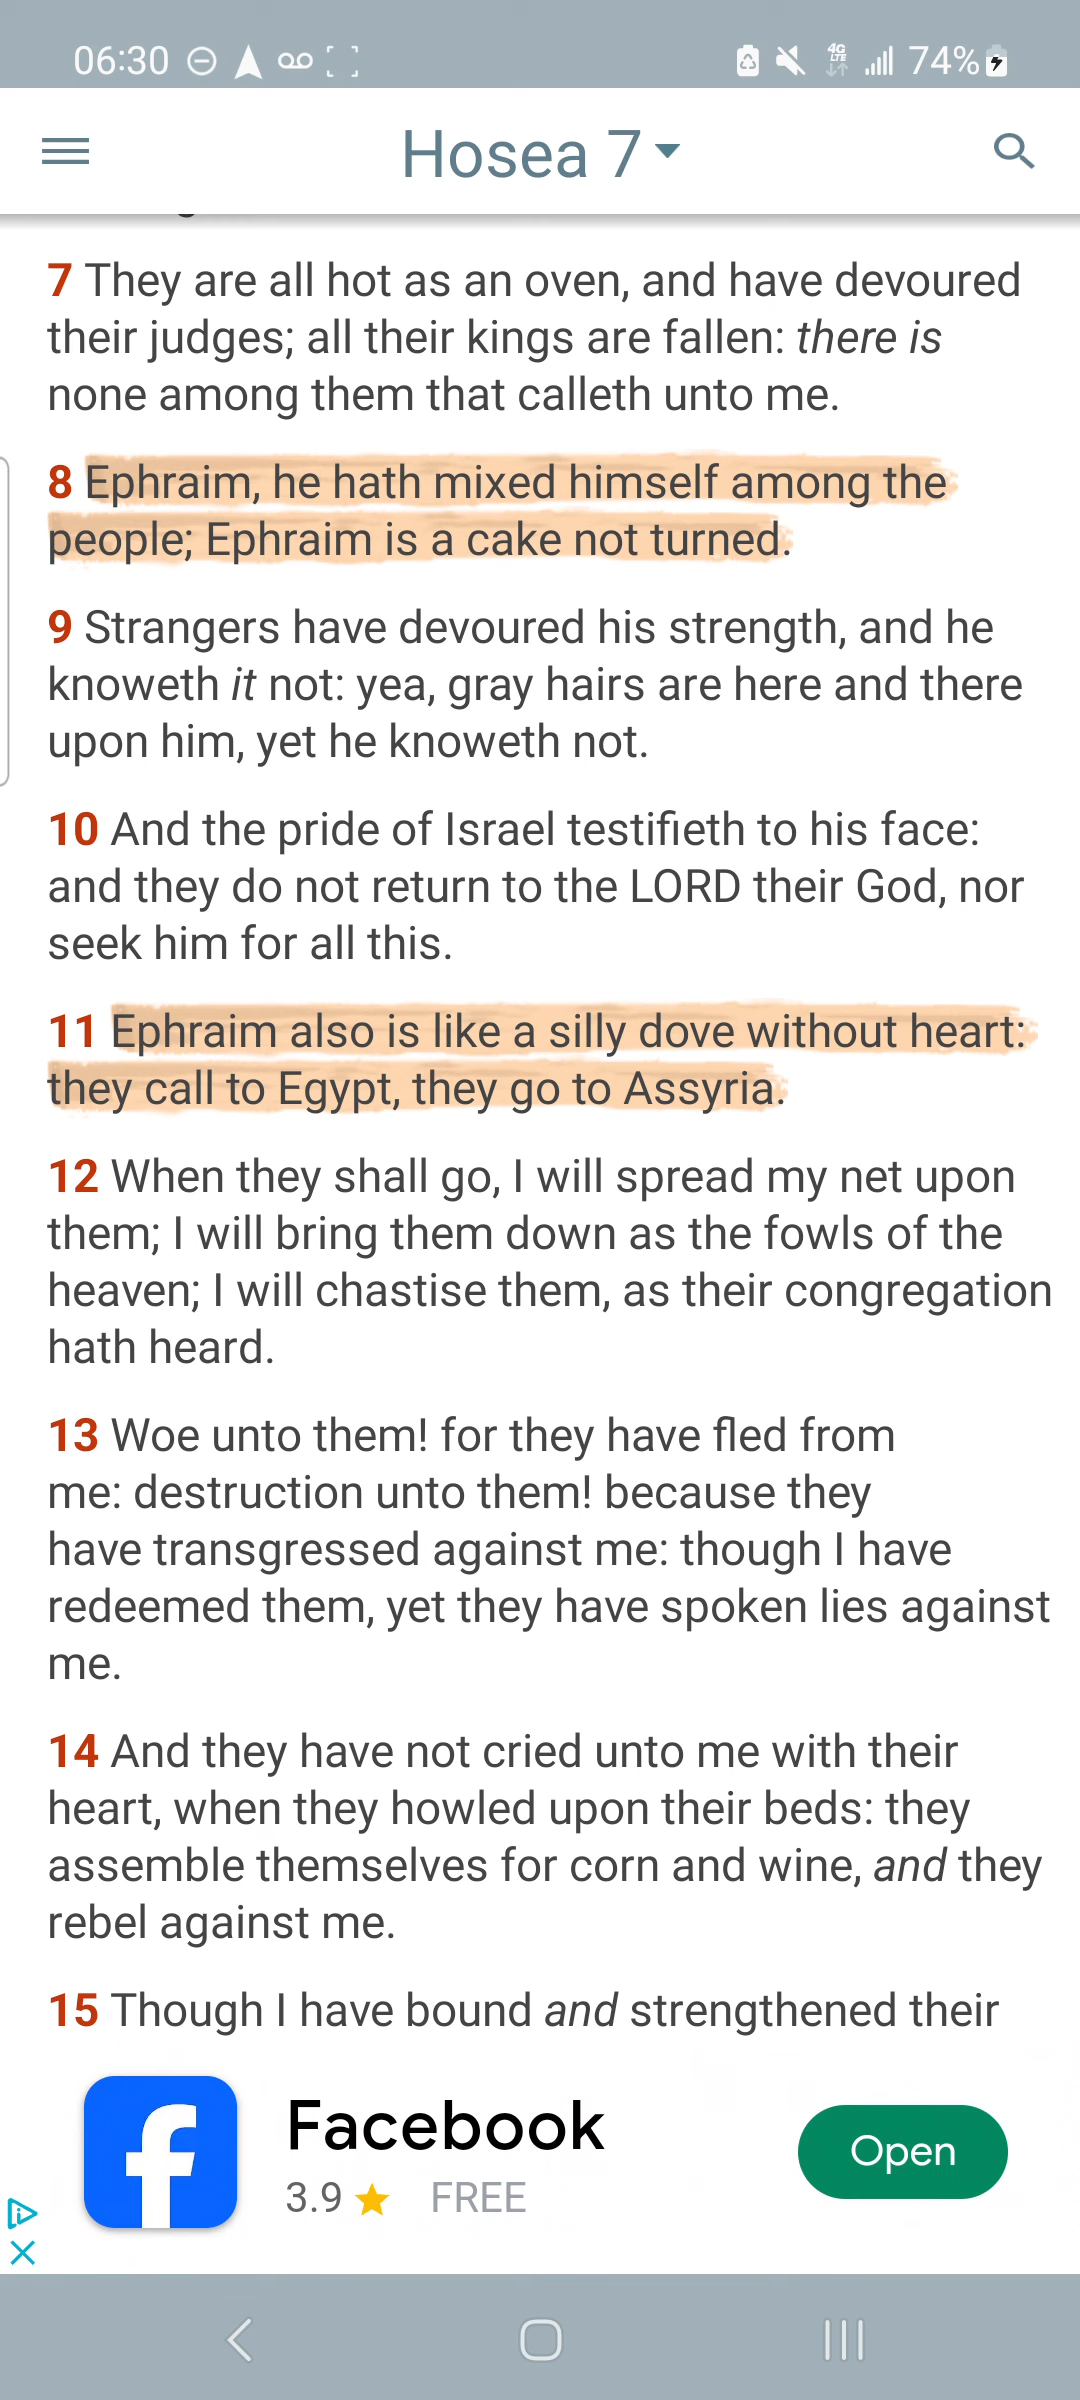 06:30 74%
4G LTE
Hosea 7
7 They are all hot as an oven, and have devoured
their judges; all their kings are fallen: there is
none among them that calleth unto me.
8 Ephraim, he hath mixed himself among the
people; Ephraim is a cake not turned.
9 Strangers have devoured his strength, and he
knoweth it not: yea, gray hairs are here and there
upon him, yet he knoweth not.
10 And the pride of Israel testifieth to his face:
and they do not return to the LORD their God, nor
seek him for all this.
11 Ephraim also is like a silly dove without heart:
they call to Egypt, they go to Assyria.
12 When they shall go, I will spread my net upon
them; I will bring them down as the fowls of the
heaven; I will chastise them, as their congregation
hath heard.
13 Woe unto them! for they have fled from
me: destruction unto them! because they
have transgressed against me: though I have
redeemed them, yet they have spoken lies against
me.
14 And they have not cried unto me with their
heart, when they howled upon their beds: they
assemble themselves for corn and wine, and they
rebel against me.
15 Though I have bound and strengthened their
Facebook
3.9 FREE
Open